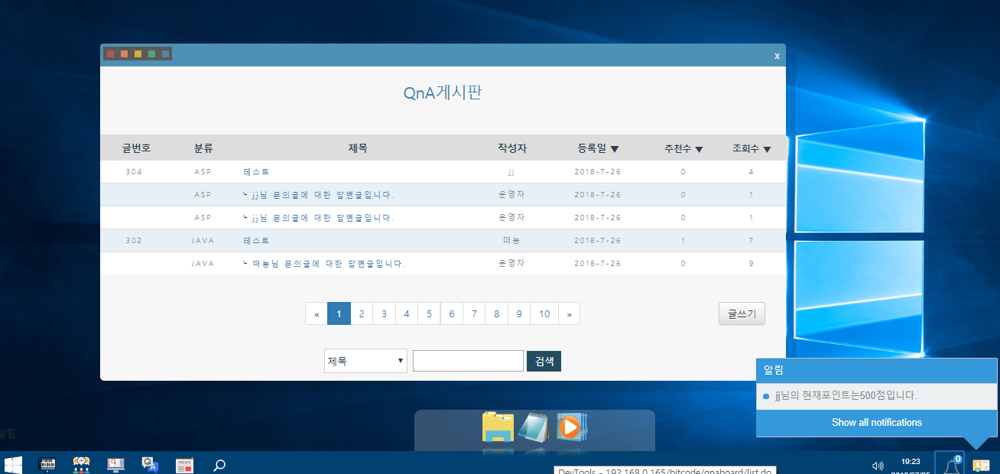 x
QnA게시판
글번호 분류 제목 작성자 등록일 ▼ 추천수 ▼ 조회수 ▼
304 ASP 테스트 jj 2018-7-26 0 4
ASP ↳ jj님 문의글에 대한 답변글입니다. 운영자 2018-7-26 0 1
ASP ↳ jj님 문의글에 대한 답변글입니다. 운영자 2018-7-26 0 1
302 JAVA 테스트 떠농 2018-7-26 1 7
JAVA ↳ 떠농님 문의글에 대한 답변글입니다. 운영자 2018-7-26 0 9
« 1 2 3 4 5 6 7 8 9 10 »
글쓰기
제목 ▼ 검색
알림
jj님의 현재포인트는500점입니다.
Show all notifications
알림
NEWS
19:23
0
DevTools - 192.168.0.165/bitcode/qnaboard/list.do